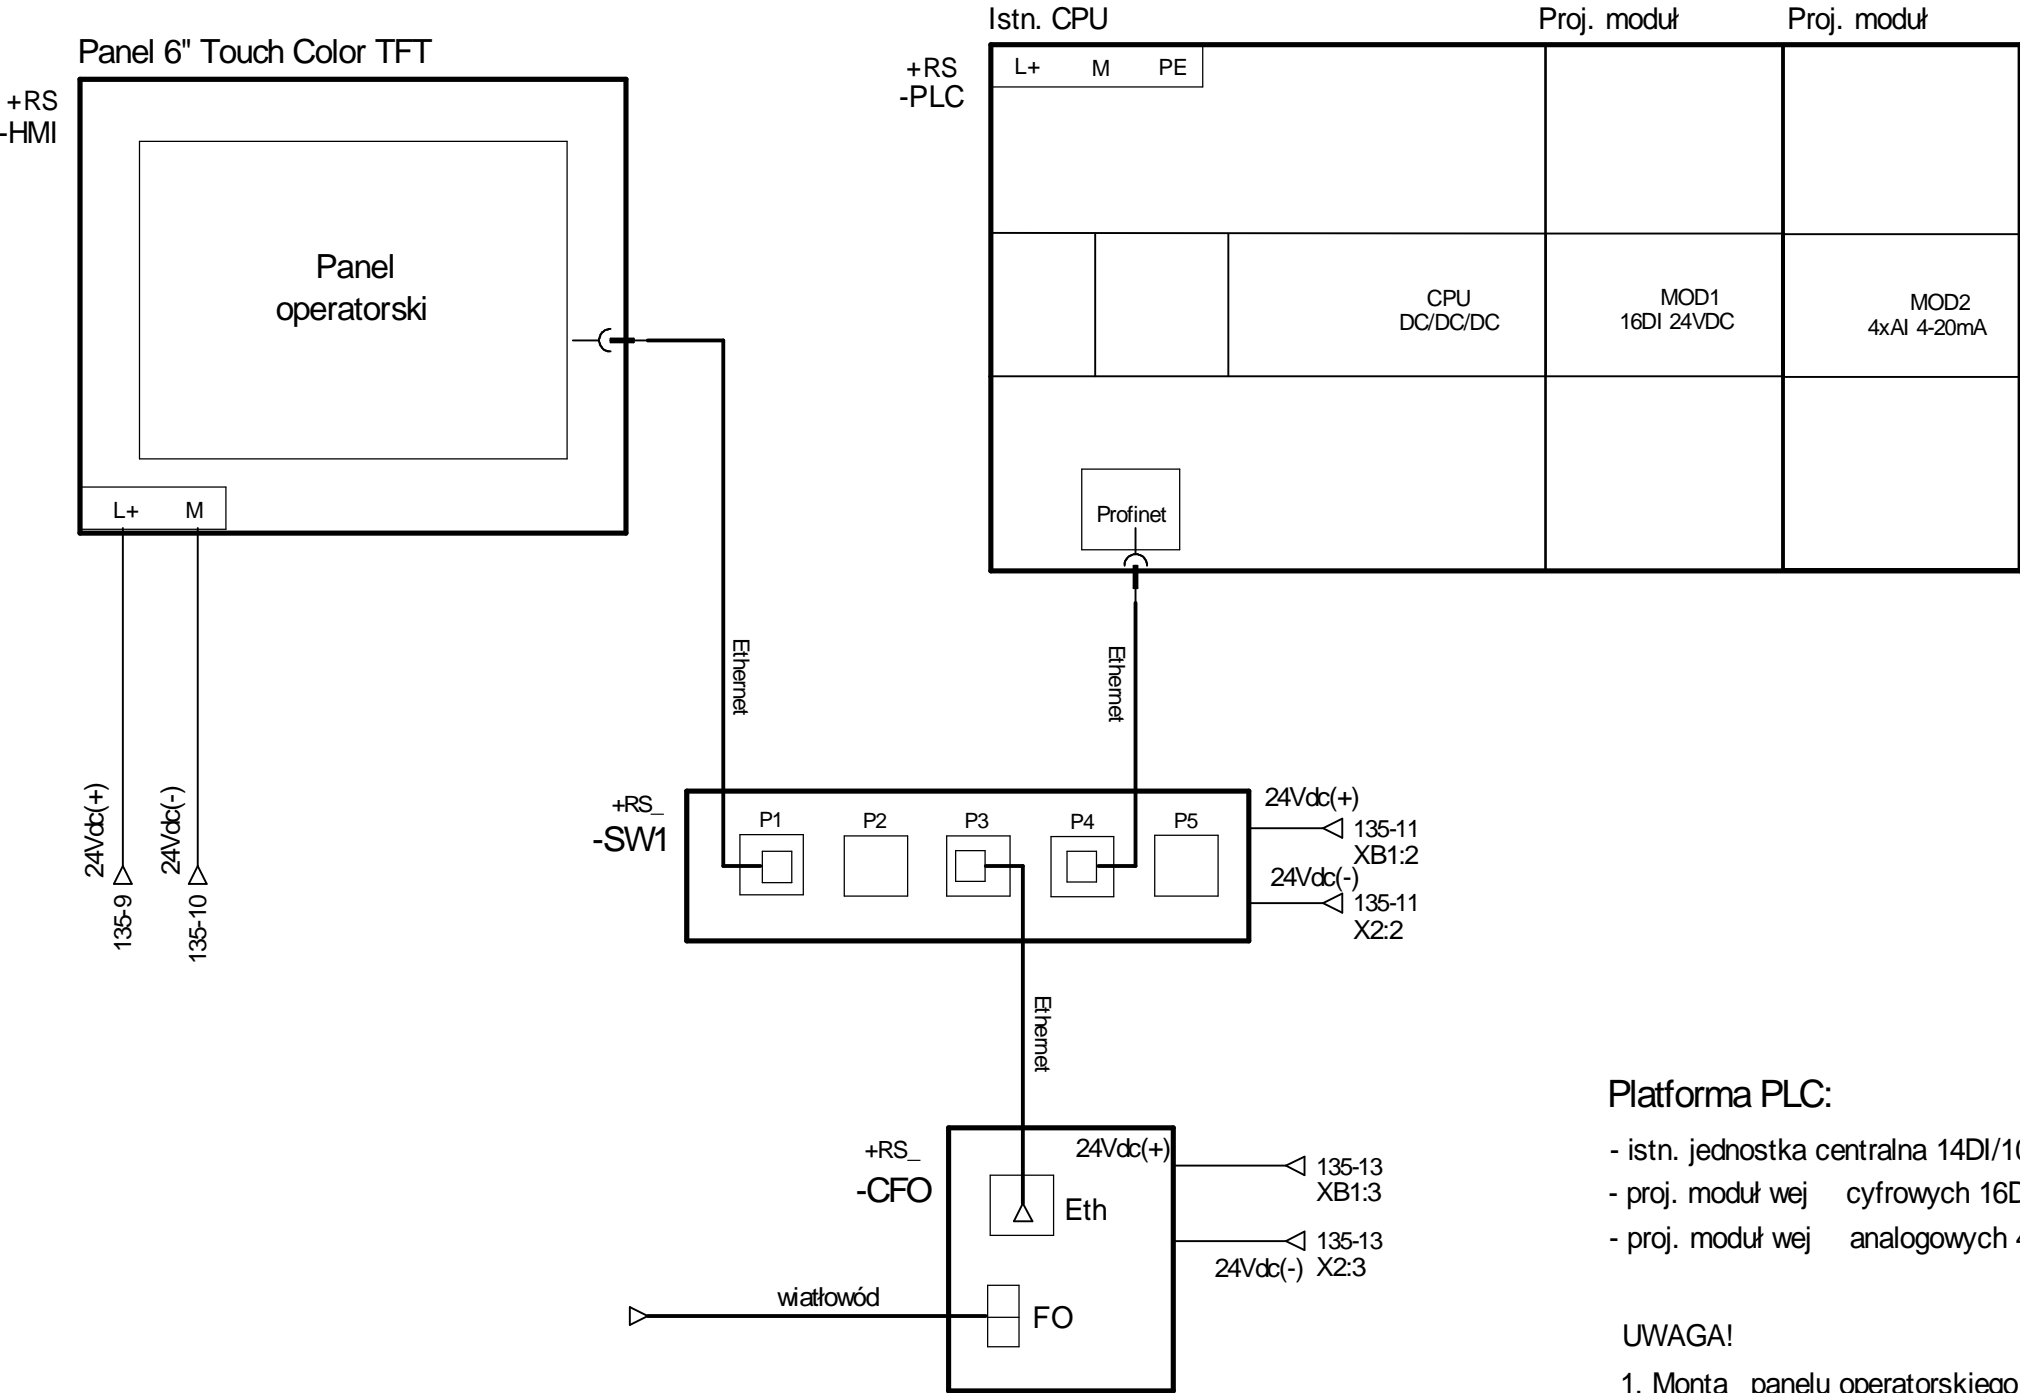 Istn. CPU
Proj. moduł
Proj. moduł
Panel 6" Touch Color TFT
+RS
-HMI
+RS
-PLC
L+
M
PE
Panel
operatorski
CPU
DC/DC/DC
MOD1
16DI 24VDC
MOD2
4xAI 4-20mA
L+
M
Profinet
Ethernet
Ethernet
24Vdc(+)
135-9
24Vdc(-)
135-10
+RS_
-SW1
P1
P2
P3
P4
P5
24Vdc(+)
135-11
XB1:2
24Vdc(-)
135-11
X2:2
Ethernet
+RS_
-CFO
24Vdc(+)
135-13
XB1:3
Eth
135-13
24Vdc(-) X2:3
wiatłowód
FO
Platforma PLC:
- istn. jednostka centralna 14DI/10
- proj. moduł wej cyfrowych 16D
- proj. moduł wej analogowych 4
UWAGA!
1. Monta panelu operatorskiego